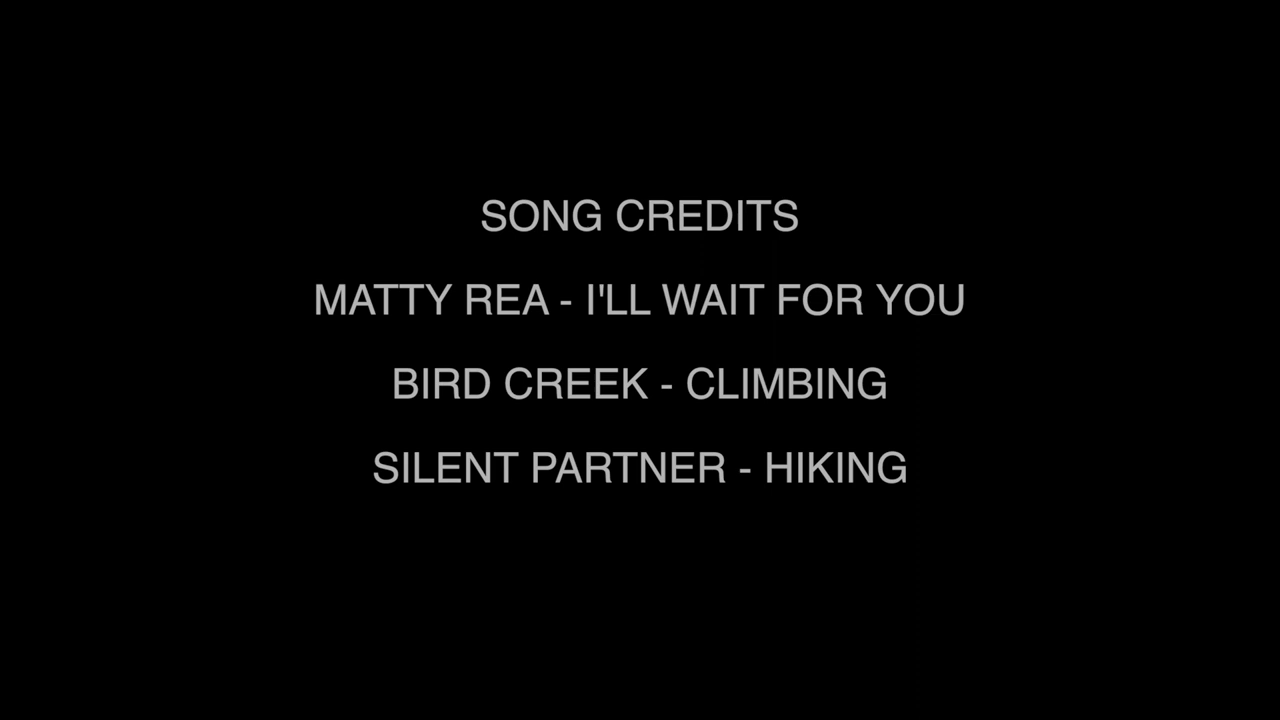 SONG CREDITS
MATTY REA - I'LL WAIT FOR YOU
BIRD CREEK - CLIMBING
SILENT PARTNER - HIKING